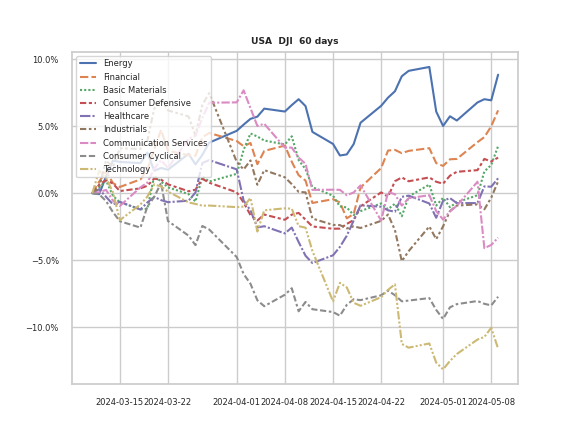 USA DJI 60 days
10.0%
5.0%
0.0%
−5.0%
−10.0%
Energy
Financial
Basic Materials
Consumer Defensive
Healthcare
Industrials
Communication Services
Consumer Cyclical
Technology
2024-03-15
2024-03-22
2024-04-01
2024-04-08
2024-04-15
2024-04-22
2024-05-01
2024-05-08